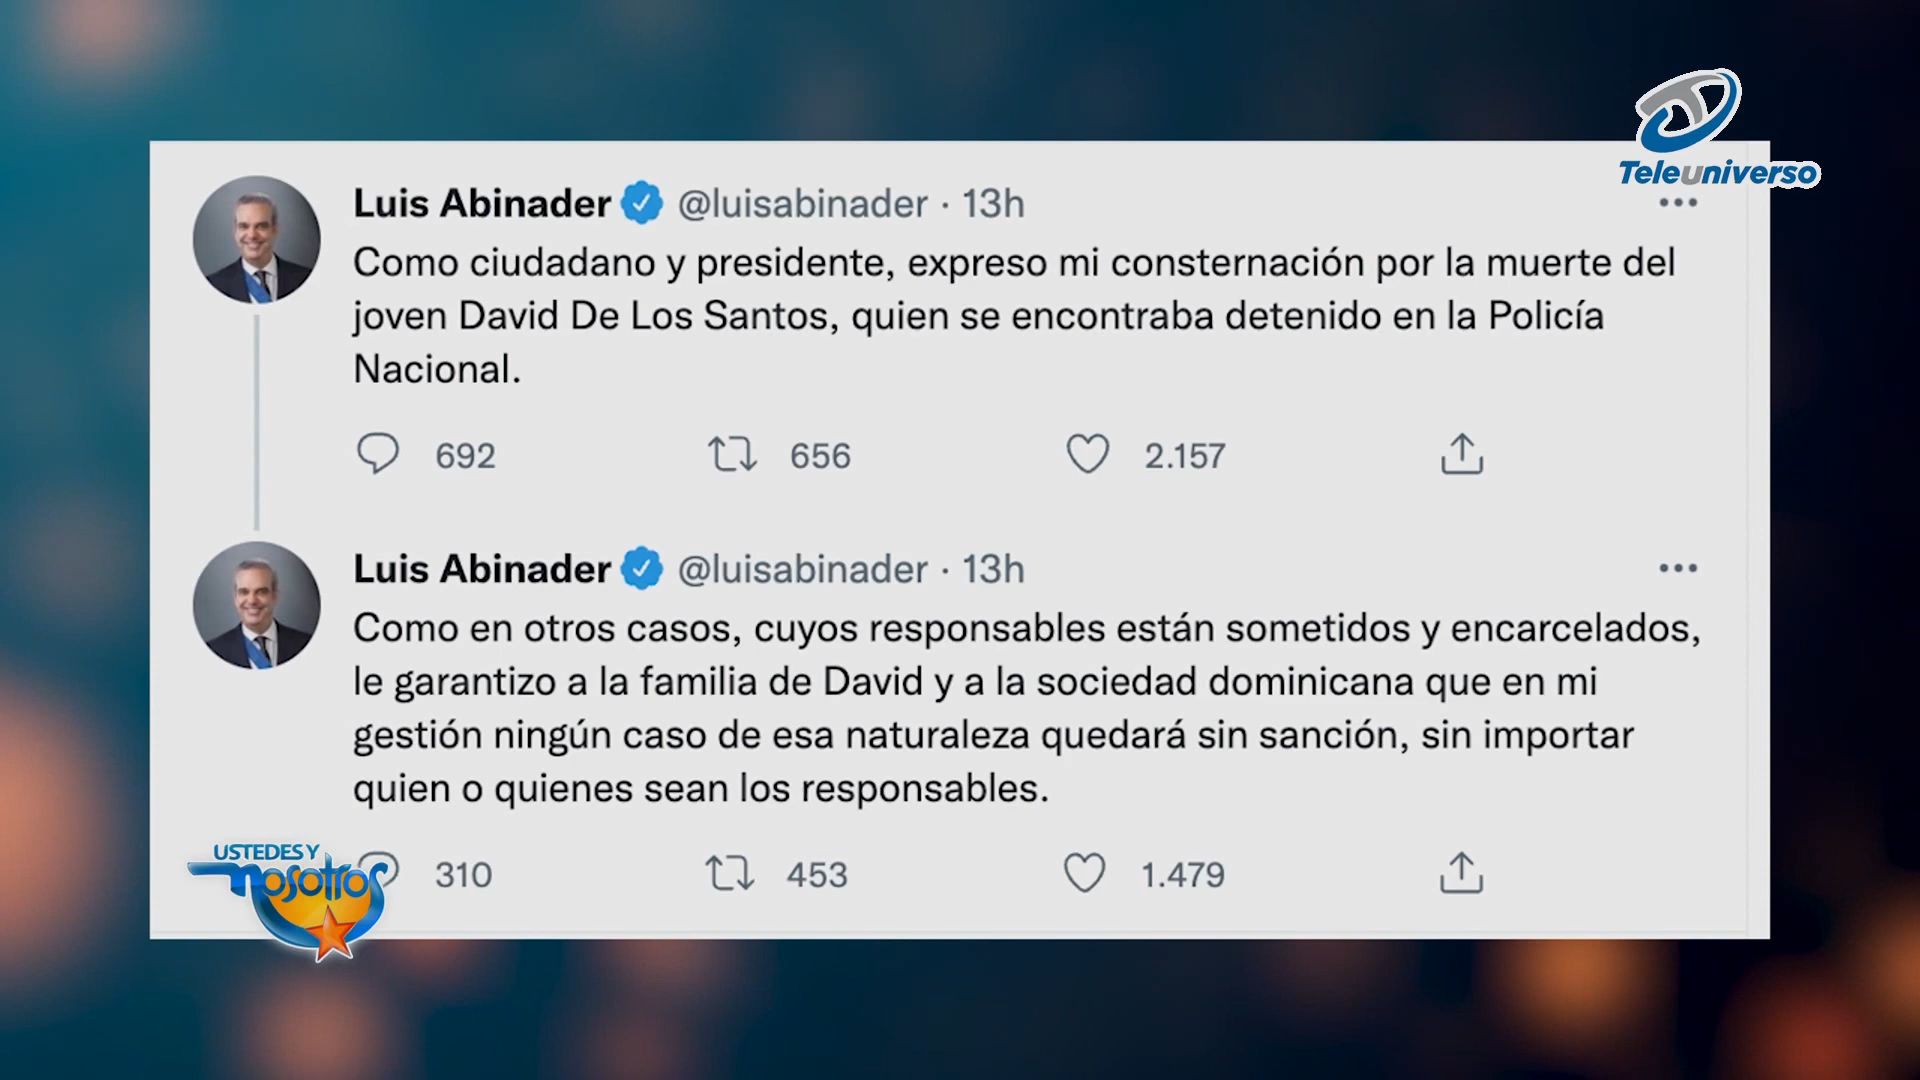 Teleuniverso
Luis Abinader @luisabinader · 13h
Como ciudadano y presidente, expreso mi consternación por la muerte del
joven David De Los Santos, quien se encontraba detenido en la Policía
Nacional.
692 656 2.157
Luis Abinader @luisabinader · 13h
Como en otros casos, cuyos responsables están sometidos y encarcelados,
le garantizo a la familia de David y a la sociedad dominicana que en mi
gestión ningún caso de esa naturaleza quedará sin sanción, sin importar
quien o quienes sean los responsables.
310 453 1.479
USTEDES Y
nosotros